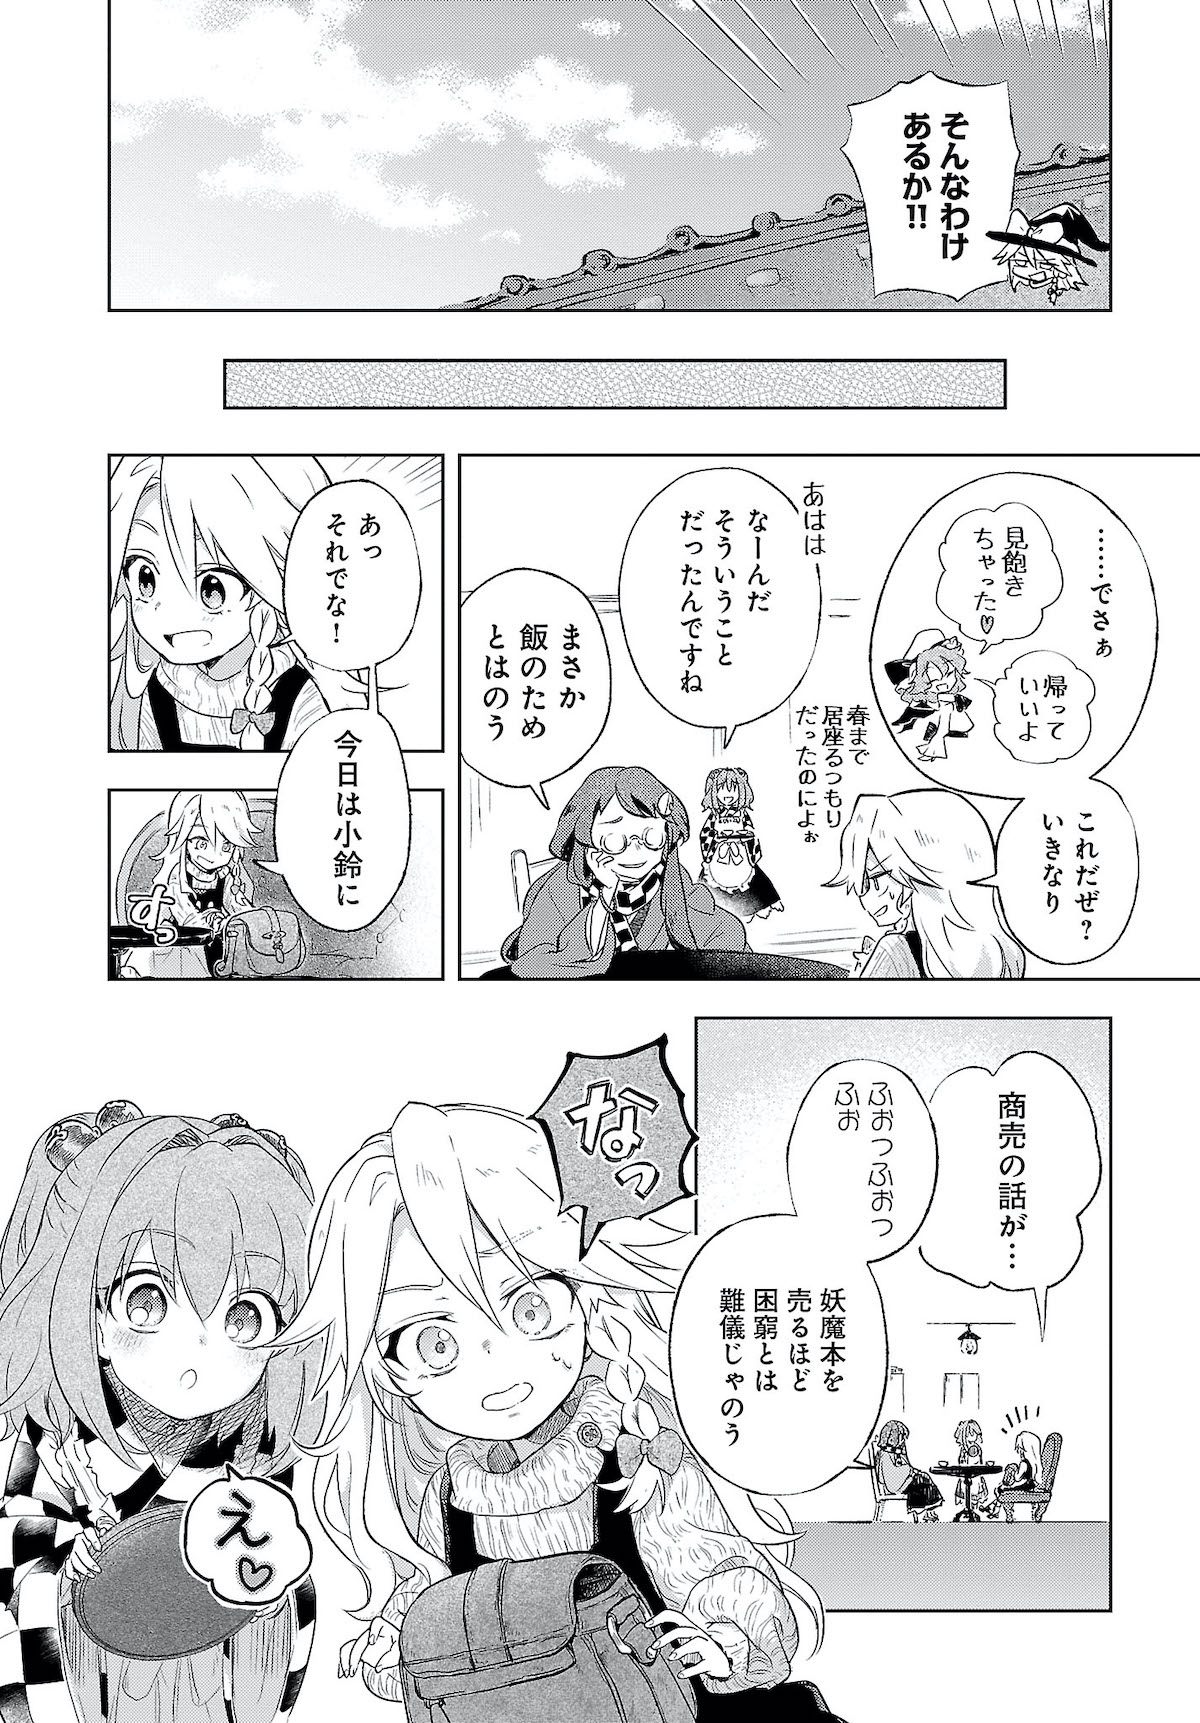 そんなわけ
あるか!!
……でさぁ
見飽き
ちゃった♡
帰って
いいよ
これだぜ?
いきなり
春まで
居座るつもり
だったのによぉ
あはは
なーんだ
そういうこと
だったんですね
まさか
飯のため
とはのう
あっ
それでな!
今日は小鈴に
すっ
商売の話が…
ふぉっふぉっ
ふぉ
妖魔本を
売るほど
困窮とは
難儀じゃのう
なっ
え♡